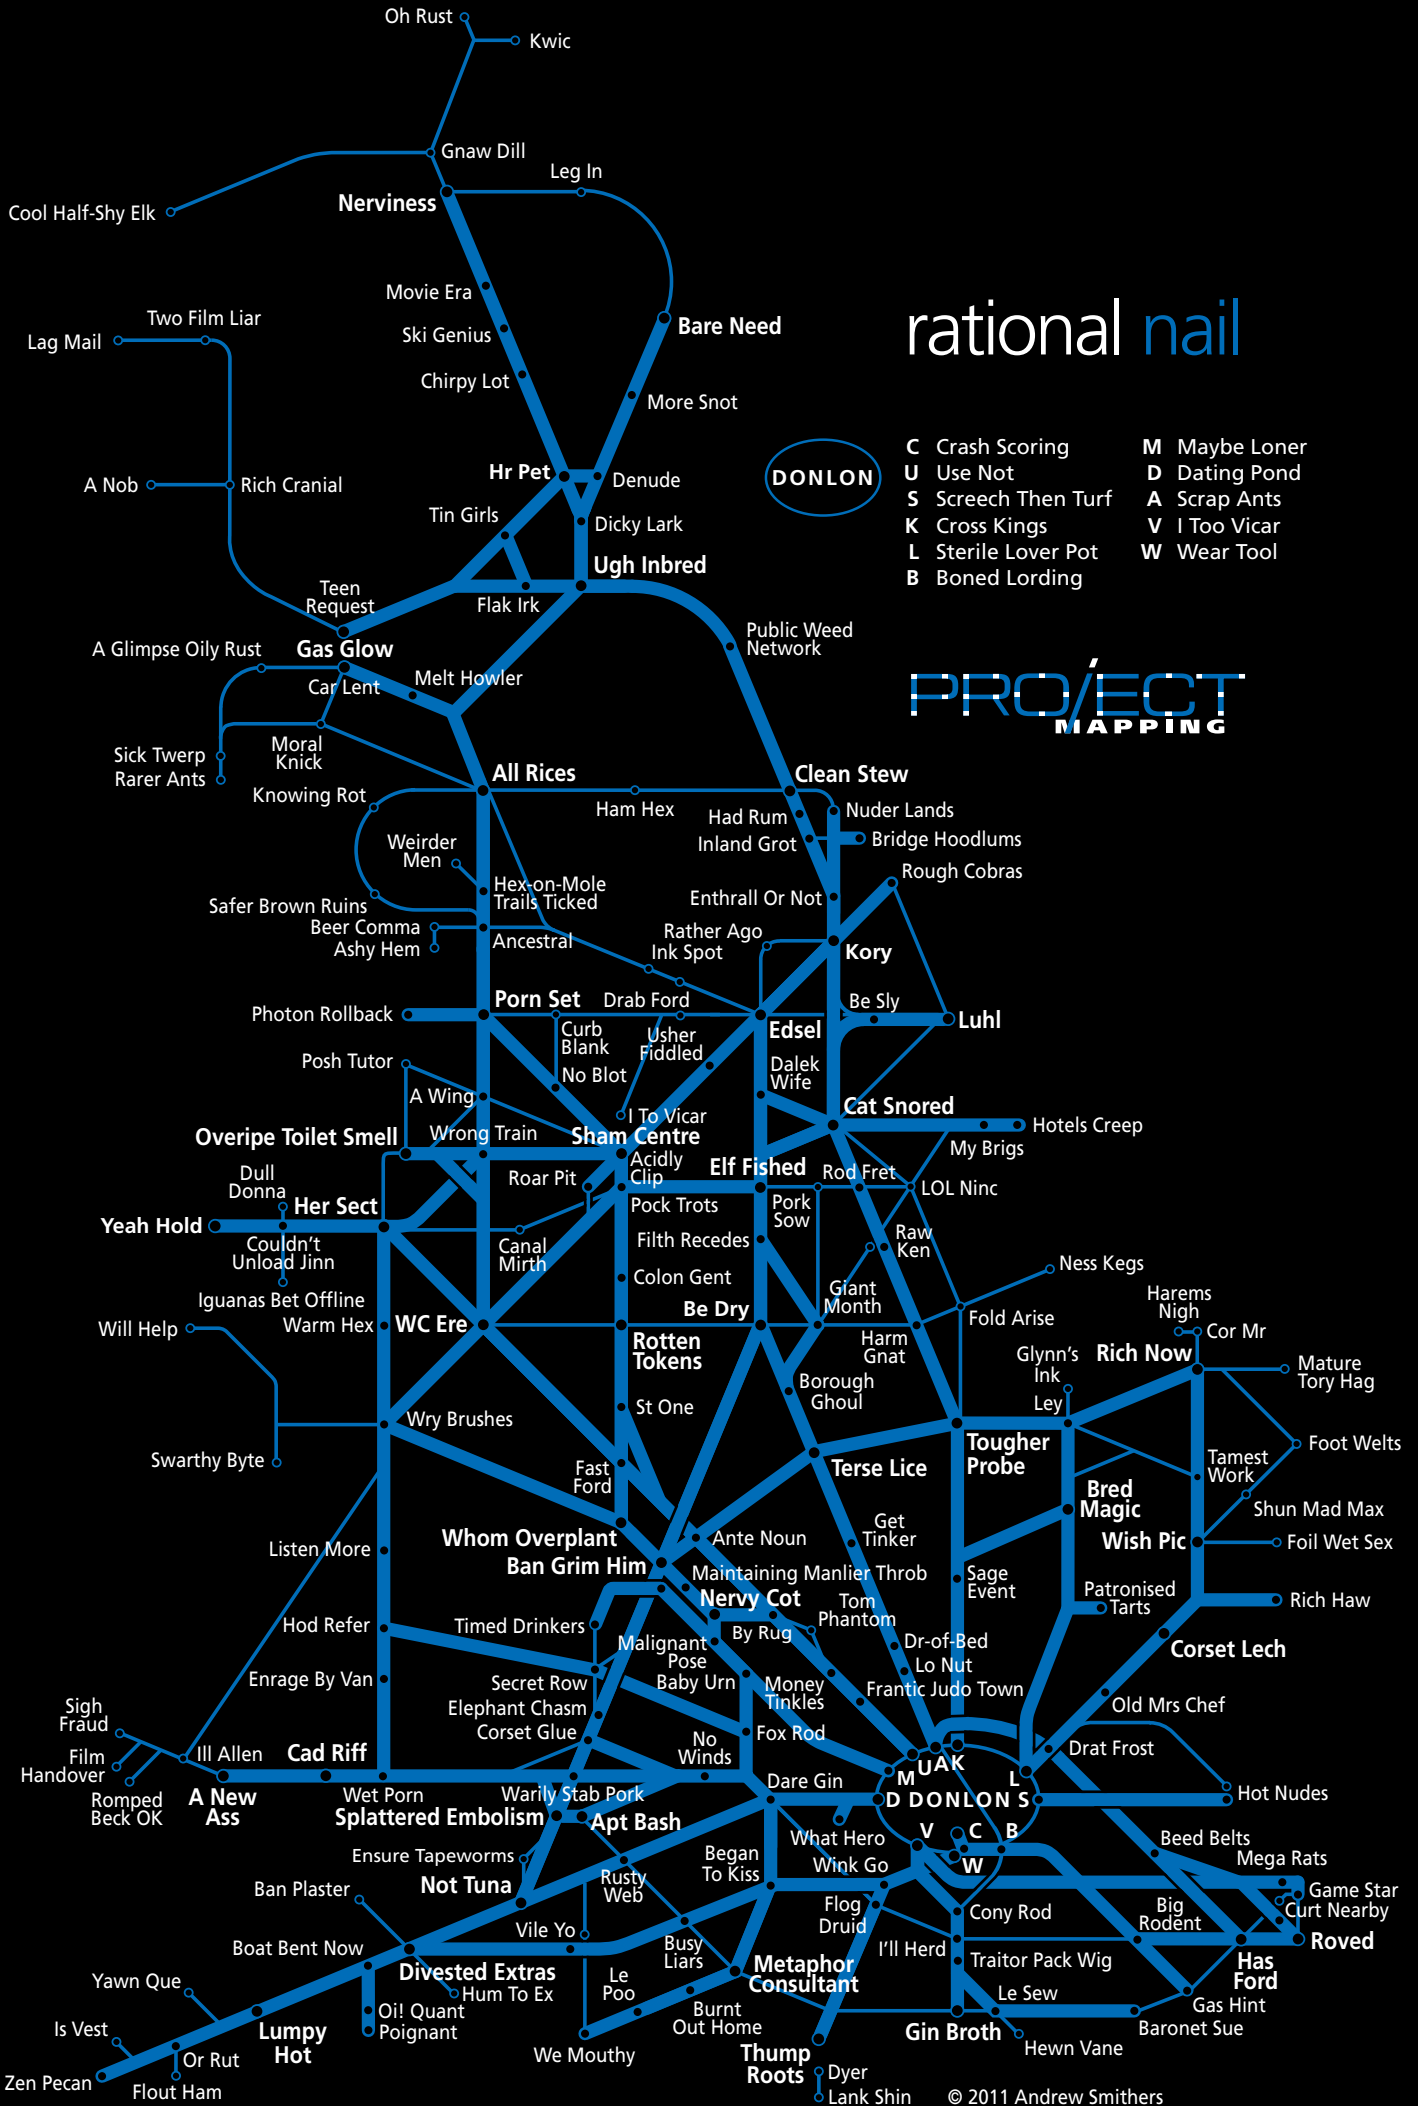 Oh Rust
Kwic
Gnaw Dill
Leg In
Cool Half-Shy Elk
Nerviness
Movie Era
Ski Genius
Chirpy Lot
Bare Need
More Snot
Two Film Liar
Lag Mail
A Nob
Rich Cranial
Hr Pet
Denude
Tin Girls
Dicky Lark
Ugh Inbred
Flak Irk
Teen
Request
Gas Glow
A Glimpse Oily Rust
Car Lent
Melt Howler
Public Weed
Network
rational nail
DONLON
C Crash Scoring
U Use Not
S Screech Then Turf
K Cross Kings
L Sterile Lover Pot
B Boned Lording
M Maybe Loner
D Dating Pond
A Scrap Ants
V I Too Vicar
W Wear Tool
PROJECT
MAPPING
Sick Twerp
Rarer Ants
Moral
Knick
All Rices
Clean Stew
Knowing Rot
Ham Hex
Had Rum
Nuder Lands
Inland Grot
Bridge Hoodlums
Weirder
Men
Rough Cobras
Hex-on-Mole
Trails Ticked
Enthrall Or Not
Safer Brown Ruins
Beer Comma
Ashy Hem
Ancestral
Rather Ago
Ink Spot
Kory
Porn Set
Drab Ford
Be Sly
Photon Rollback
Curb
Blank
Usher
Fiddled
Edsel
Luhl
Posh Tutor
No Blot
Dalek
Wife
A Wing
I To Vicar
Cat Snored
Hotels Creep
Overipe Toilet Smell
Wrong Train
Sham Centre
My Brigs
Dull
Donna
Roar Pit
Acidly
Clip
Elf Fished
Rod Fret
LOL Ninc
Her Sect
Pock Trots
Pork
Sow
Yeah Hold
Couldn't
Unload Jinn
Canal
Mirth
Filth Recedes
Raw
Ken
Colon Gent
Ness Kegs
Iguanas Bet Offline
Giant
Month
Harems
Nigh
Will Help
Warm Hex
WC Ere
Be Dry
Rotten
Tokens
Harm
Gnat
Fold Arise
Cor Mr
Rich Now
Glynn's
Ink
Mature
Tory Hag
Borough
Ghoul
Ley
Wry Brushes
St One
Swarthy Byte
Fast
Ford
Terse Lice
Tougher
Probe
Foot Welts
Tamest
Work
Bred
Magic
Shun Mad Max
Whom Overplant
Ante Noun
Get
Tinker
Wish Pic
Foil Wet Sex
Listen More
Ban Grim Him
Maintaining Manlier Throb
Sage
Event
Patronised
Tarts
Rich Haw
Nervy Cot
Tom
Phantom
Hod Refer
Timed Drinkers
By Rug
Malignant
Pose
Dr-of-Bed
Lo Nut
Corset Lech
Enrage By Van
Secret Row
Baby Urn
Money
Tinkles
Frantic Judo Town
Elephant Chasm
Corset Glue
Old Mrs Chef
Sigh
Fraud
Fox Rod
Film
Handover
Ill Allen
Cad Riff
No
Winds
Drat Frost
M
U
A
K
L
Romped
Beck OK
A New
Ass
Wet Porn
Warily Stab Pork
Dare Gin
D DONLON S
Hot Nudes
Splattered Embolism
Apt Bash
What Hero
V
C
B
W
Ensure Tapeworms
Began
To Kiss
Wink Go
Beed Belts
Mega Rats
Ban Plaster
Not Tuna
Rusty
Web
Flog
Druid
Cony Rod
Big
Rodent
Game Star
Curt Nearby
Vile Yo
Busy
Liars
I'll Herd
Roved
Boat Bent Now
Traitor Pack Wig
Has
Ford
Divested Extras
Metaphor
Consultant
Yawn Que
Hum To Ex
Le
Poo
Le Sew
Gas Hint
Is Vest
Lumpy
Hot
Oi! Quant
Poignant
Burnt
Out Home
Gin Broth
Baronet Sue
Or Rut
We Mouthy
Thump
Roots
Hewn Vane
Zen Pecan
Flout Ham
Dyer
Lank Shin
© 2011 Andrew Smithers